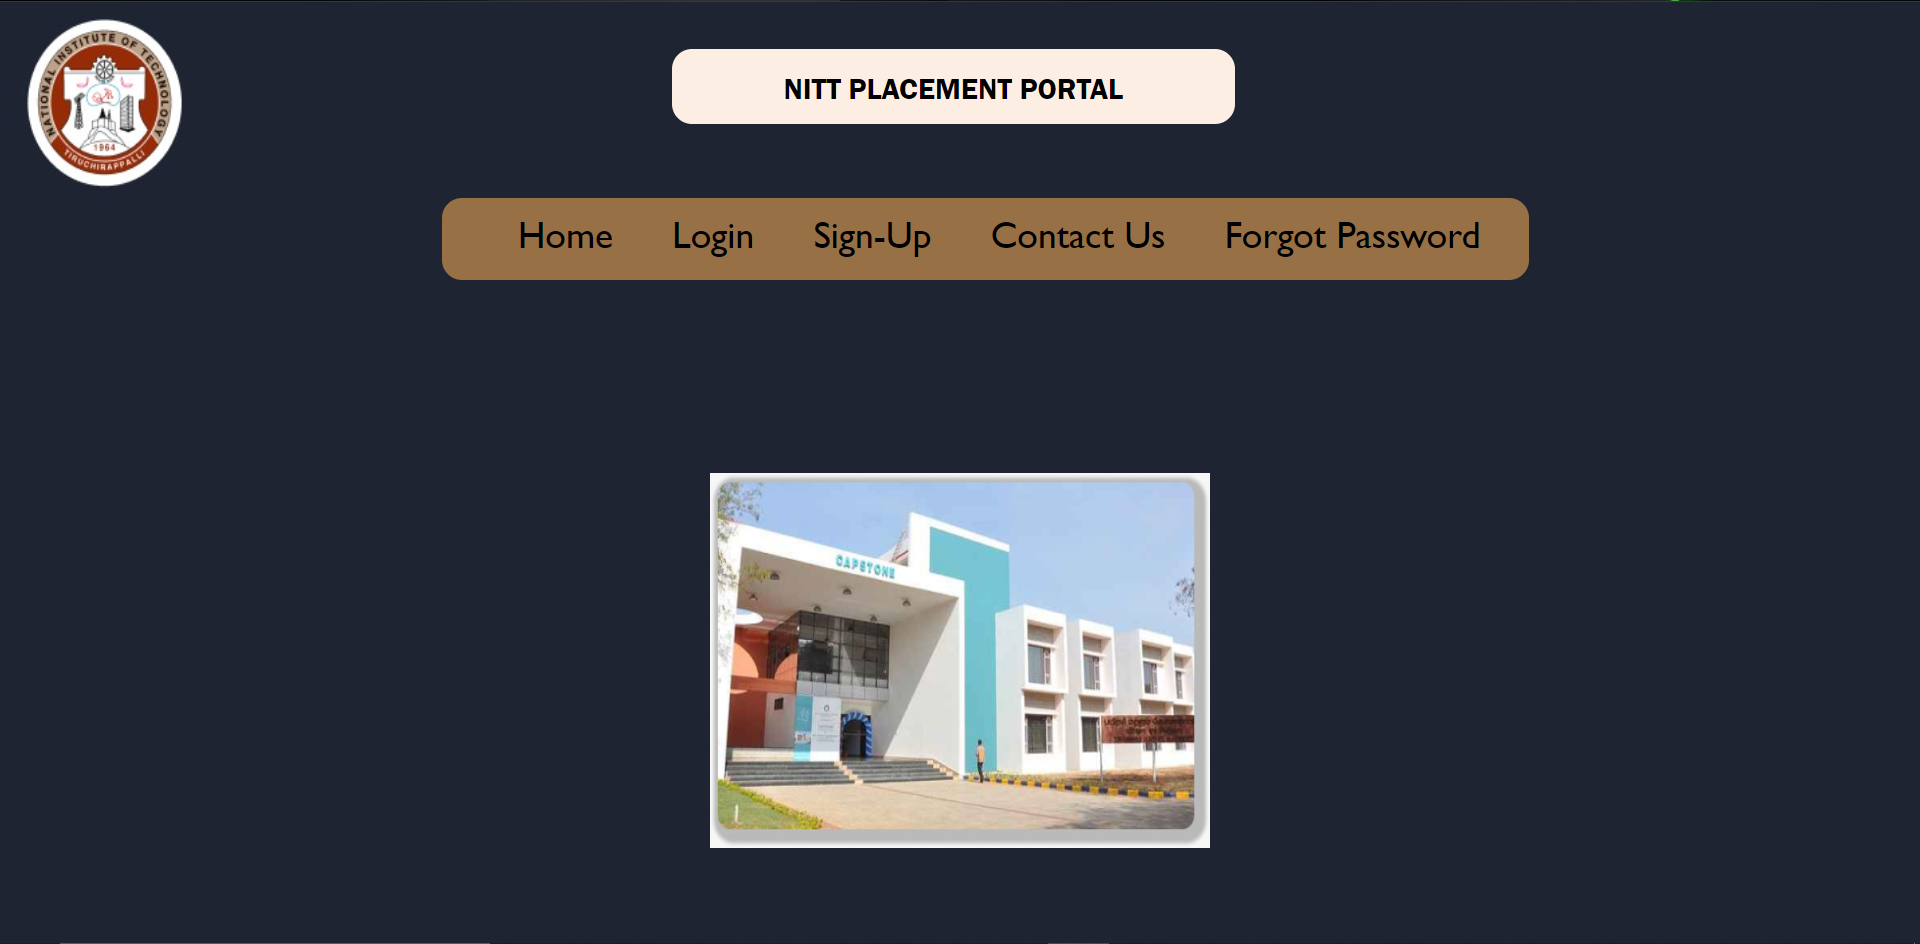 NATIONAL INSTITUTE OF TECHNOLOGY
1964
TIRUCHIRAPPALLI
NITT PLACEMENT PORTAL
Home Login Sign-Up Contact Us Forgot Password
CAPSTONE